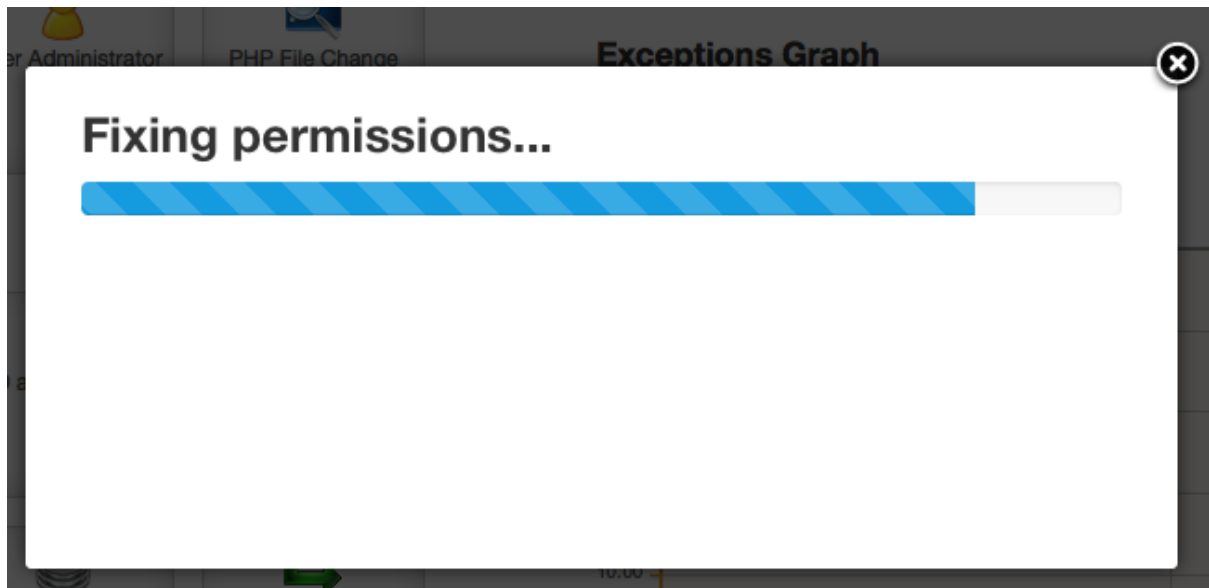 er Administrator
PHP File Change
Exceptions Graph
Fixing permissions...
a
10.00